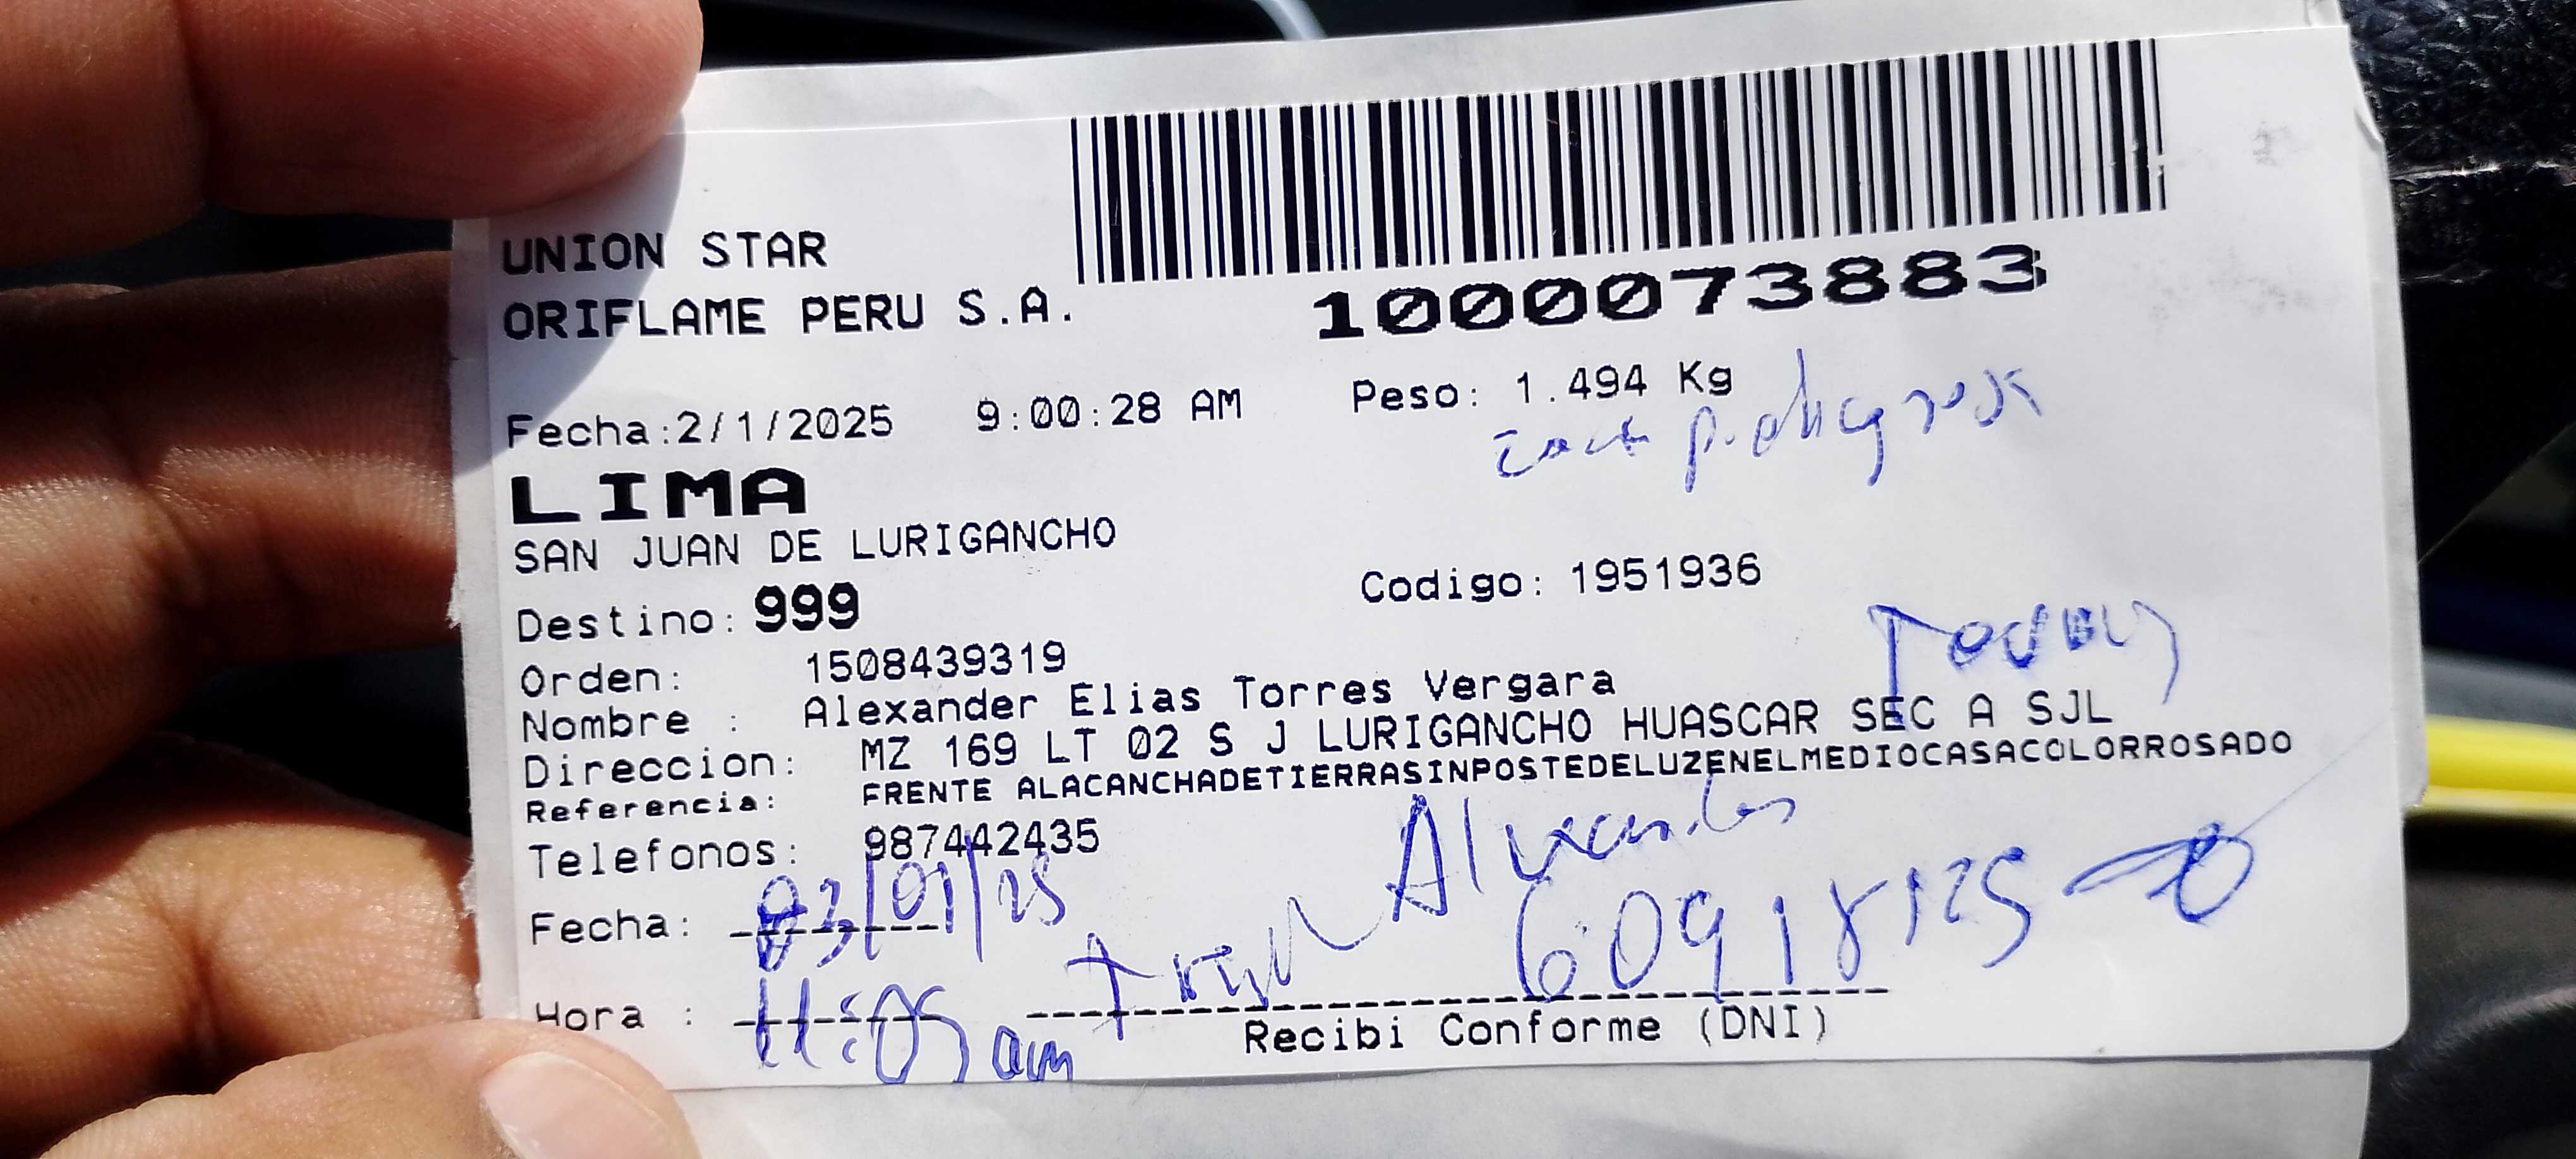 UNION STAR
ORIFLAME PERU S.A.
1000073883
Fecha:2/1/2025 9:00:28 AM Peso: 1.494 Kg
LIMA
SAN JUAN DE LURIGANCHO
Destino: 999 Codigo: 1951936
Orden: 1508439319
Nombre : Alexander Elias Torres Vergara
Direccion: MZ 169 LT 02 S J LURIGANCHO HUASCAR SEC A SJL
Referencia: FRENTE ALACANCHADETIERRASINPOSTEDELUZENELMEDIOCASACOLORROSADO
Telefonos: 987442435
Fecha: 03/01/25
Hora : 11:05 am
Recibi Conforme (DNI)